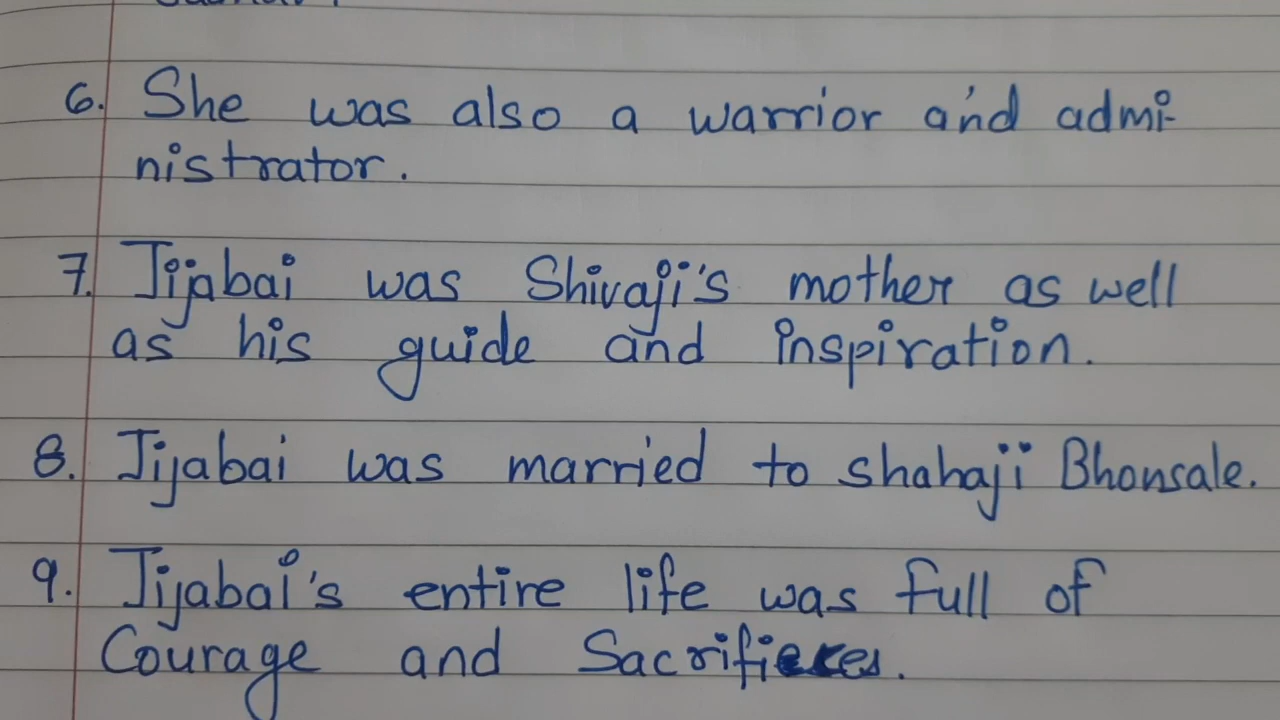 6. She was also a warrior and admi-
nistrator.
7. Jijabai was Shivaji's mother as well
as his guide and inspiration.
8. Jijabai was married to shahaji Bhonsale.
9. Jijabai's entire life was full of
Courage and Sacrifices.